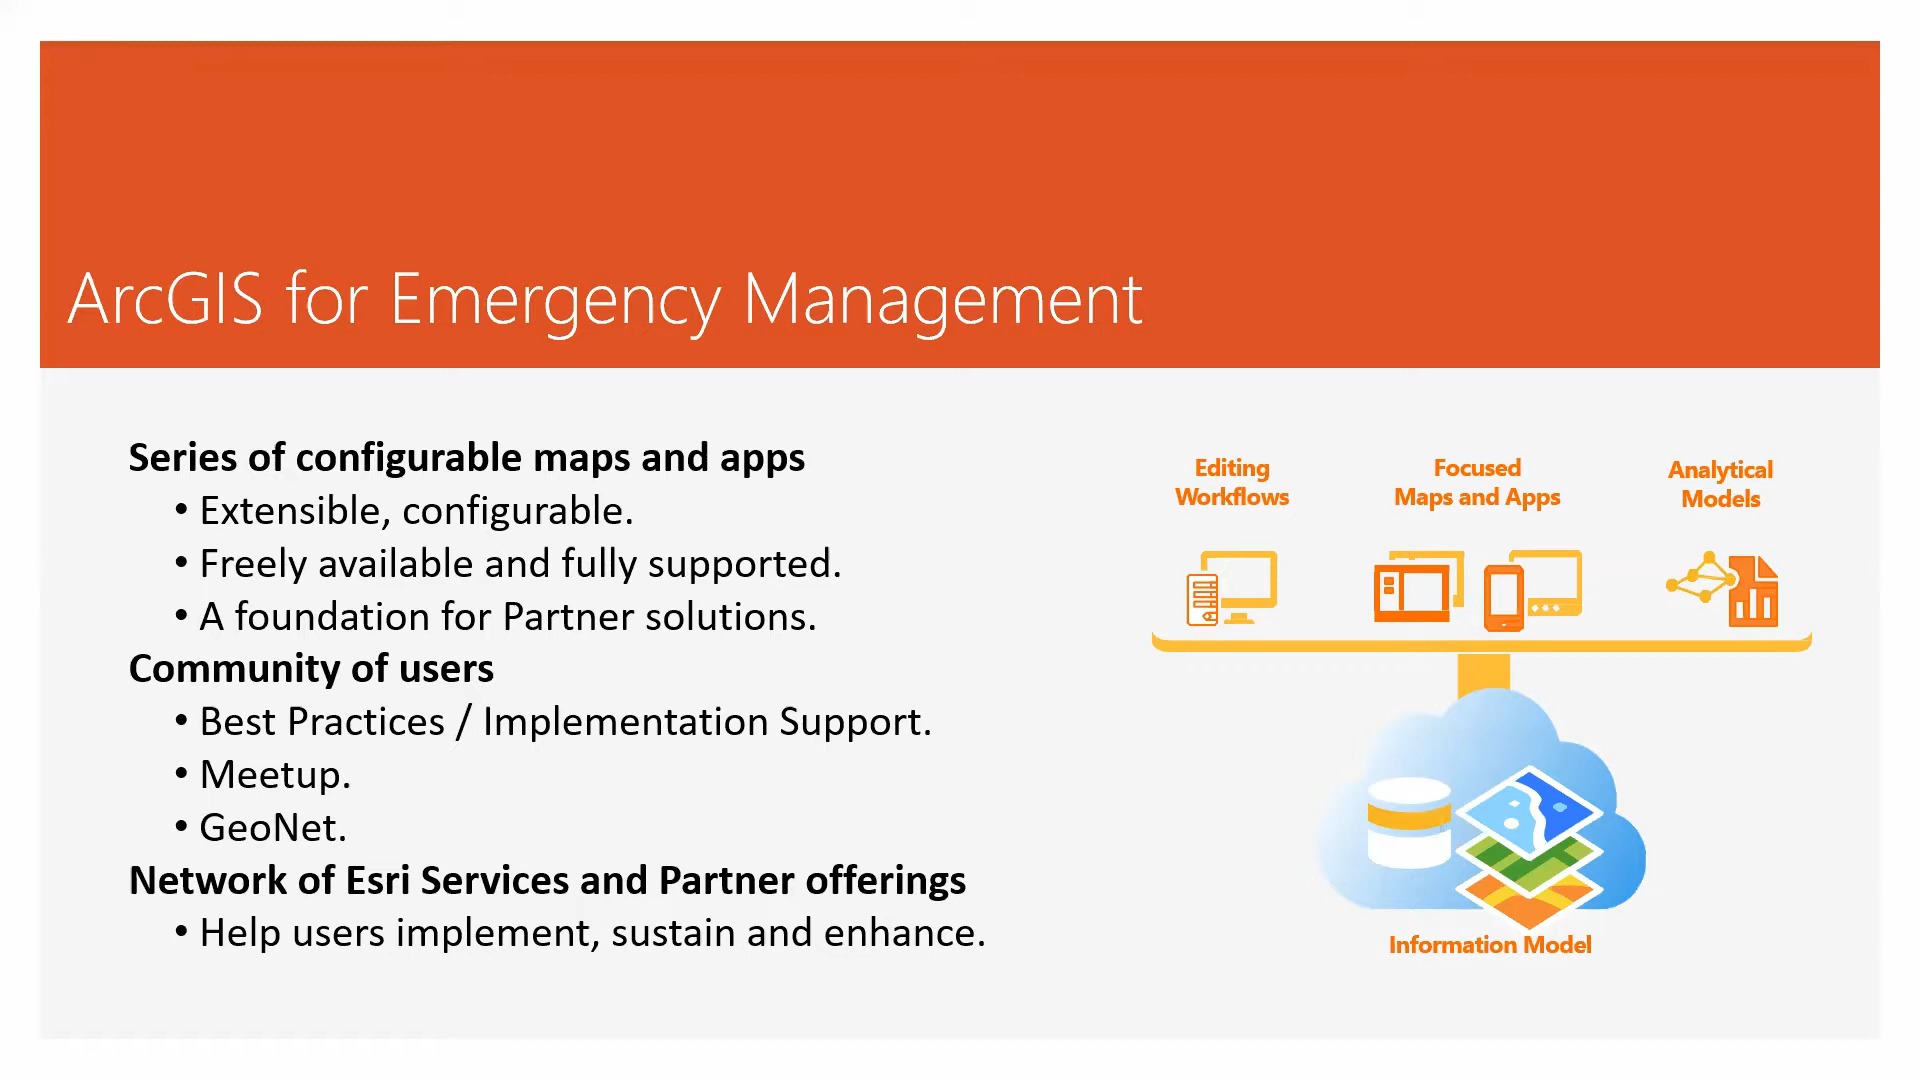 ArcGIS for Emergency Management
Series of configurable maps and apps
• Extensible, configurable.
• Freely available and fully supported.
• A foundation for Partner solutions.
Community of users
• Best Practices / Implementation Support.
• Meetup.
• GeoNet.
Network of Esri Services and Partner offerings
• Help users implement, sustain and enhance.
Editing
Workflows
Focused
Maps and Apps
Analytical
Models
Information Model